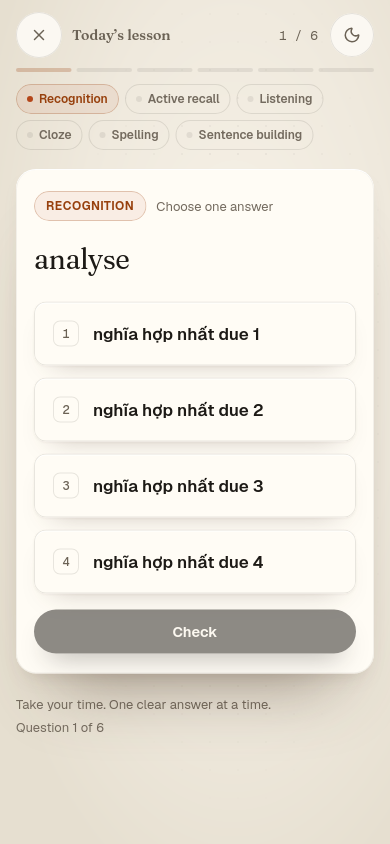 Today's lesson
1 / 6
Recognition
Active recall
Listening
Cloze
Spelling
Sentence building
RECOGNITION
Choose one answer
analyse
1 nghĩa hợp nhất due 1
2 nghĩa hợp nhất due 2
3 nghĩa hợp nhất due 3
4 nghĩa hợp nhất due 4
Check
Take your time. One clear answer at a time.
Question 1 of 6